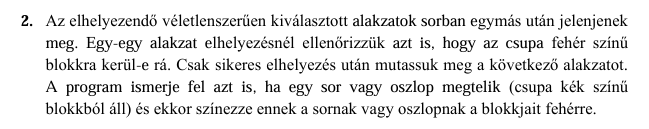 2. Az elhelyezendő véletlenszerűen kiválasztott alakzatok sorban egymás után jelenjenek
meg. Egy-egy alakzat elhelyezésnél ellenőrizzük azt is, hogy az csupa fehér színű
blokkra kerül-e rá. Csak sikeres elhelyezés után mutassuk meg a következő alakzatot.
A program ismerje fel azt is, ha egy sor vagy oszlop megtelik (csupa kék színű
blokkból áll) és ekkor színezze ennek a sornak vagy oszlopnak a blokkjait fehérre.